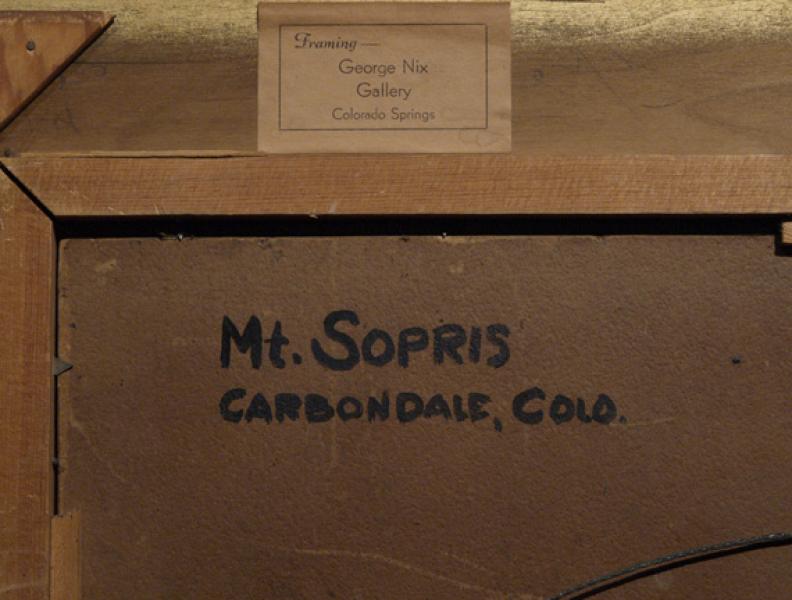 Framing—
George Nix
Gallery
Colorado Springs
Mt. SOPRIS
CARBONDALE, COLO.